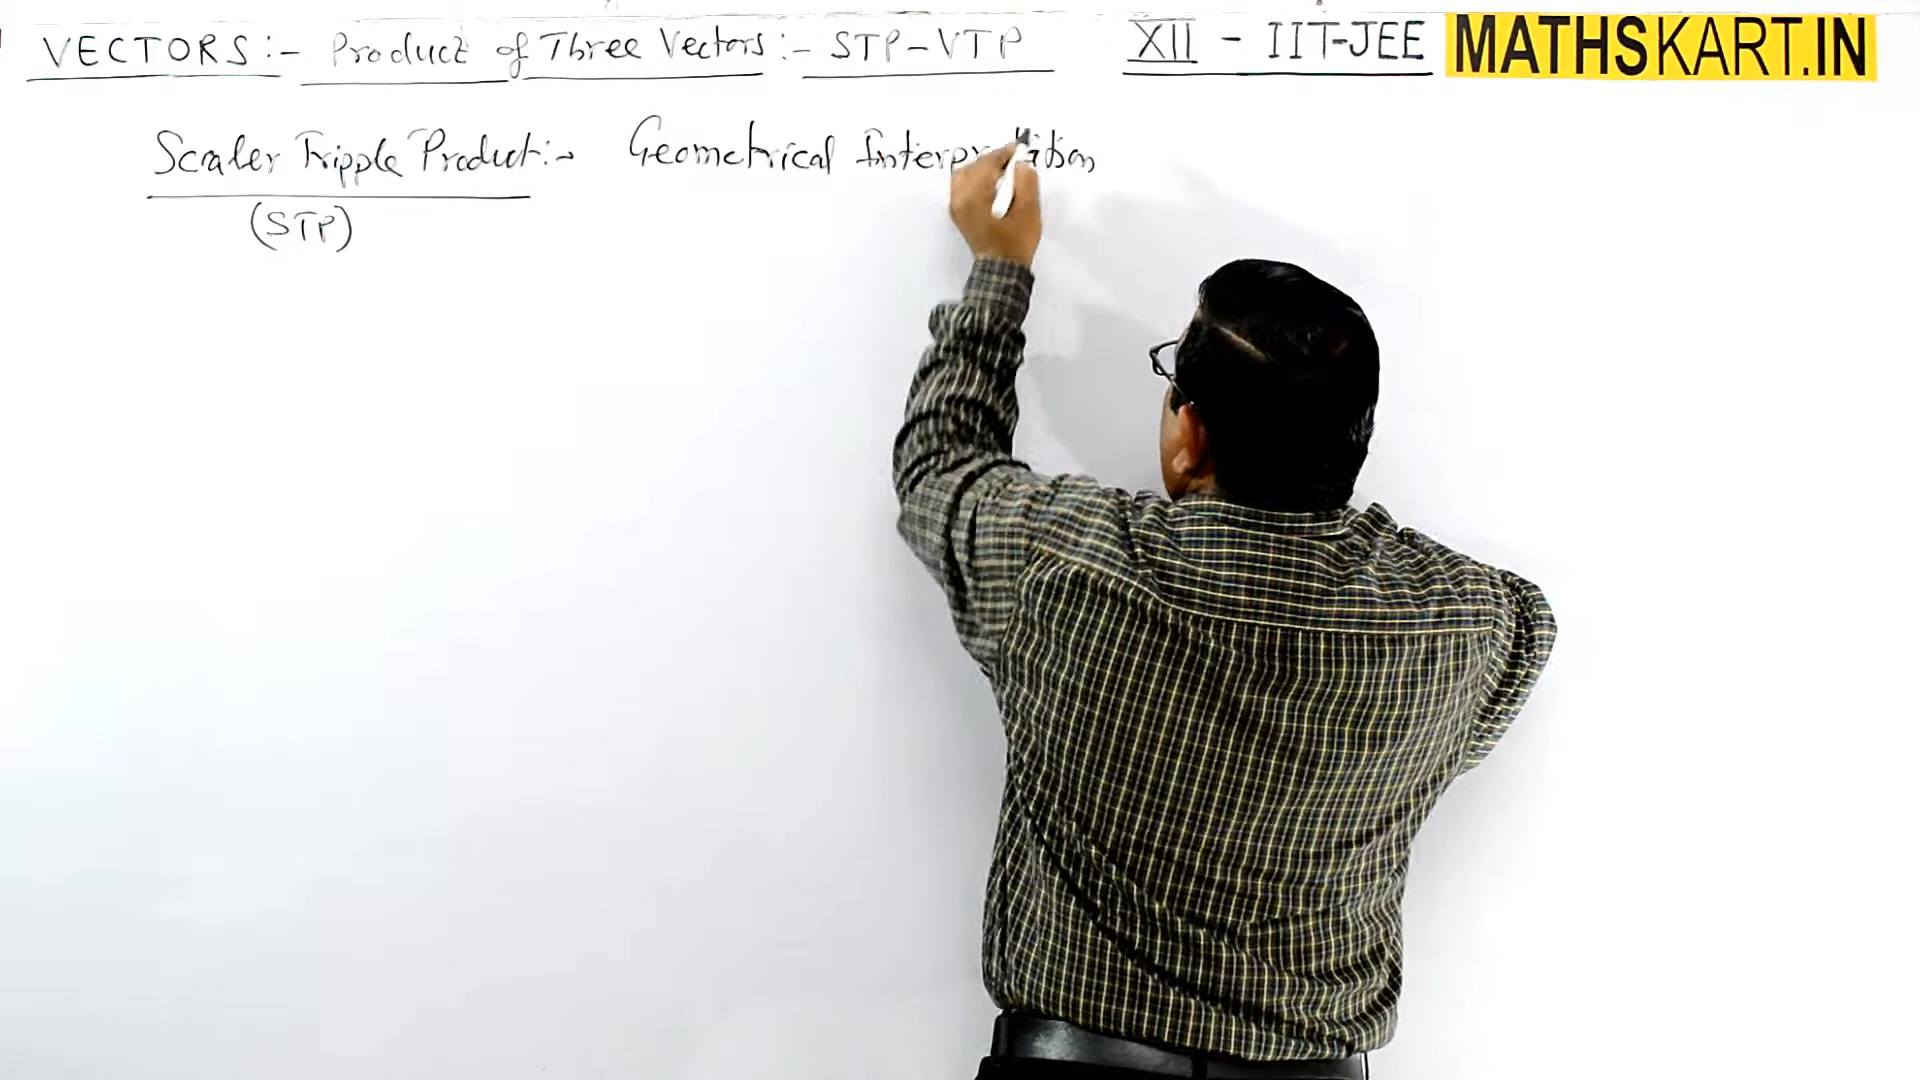 VECTORS:- Product of Three Vectors:- STP-VTP XII - IIT-JEE MATHSKART.IN
Scaler Tripple Product:- Geometrical
(STP)